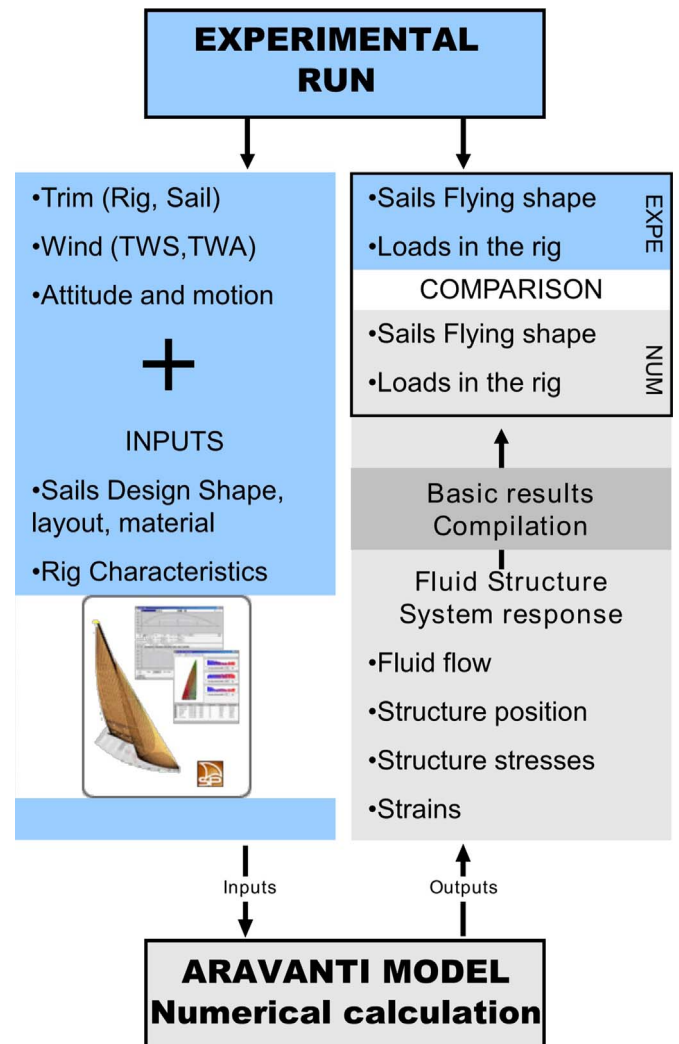 EXPERIMENTAL
RUN
•Trim (Rig, Sail)
•Wind (TWS,TWA)
•Attitude and motion
+
INPUTS
•Sails Design Shape,
layout, material
•Rig Characteristics
•Sails Flying shape
•Loads in the rig
EXPE
COMPARISON
•Sails Flying shape
•Loads in the rig
NUM
Basic results
Compilation
Fluid Structure
System response
•Fluid flow
•Structure position
•Structure stresses
•Strains
Inputs
Outputs
ARAVANTI MODEL
Numerical calculation